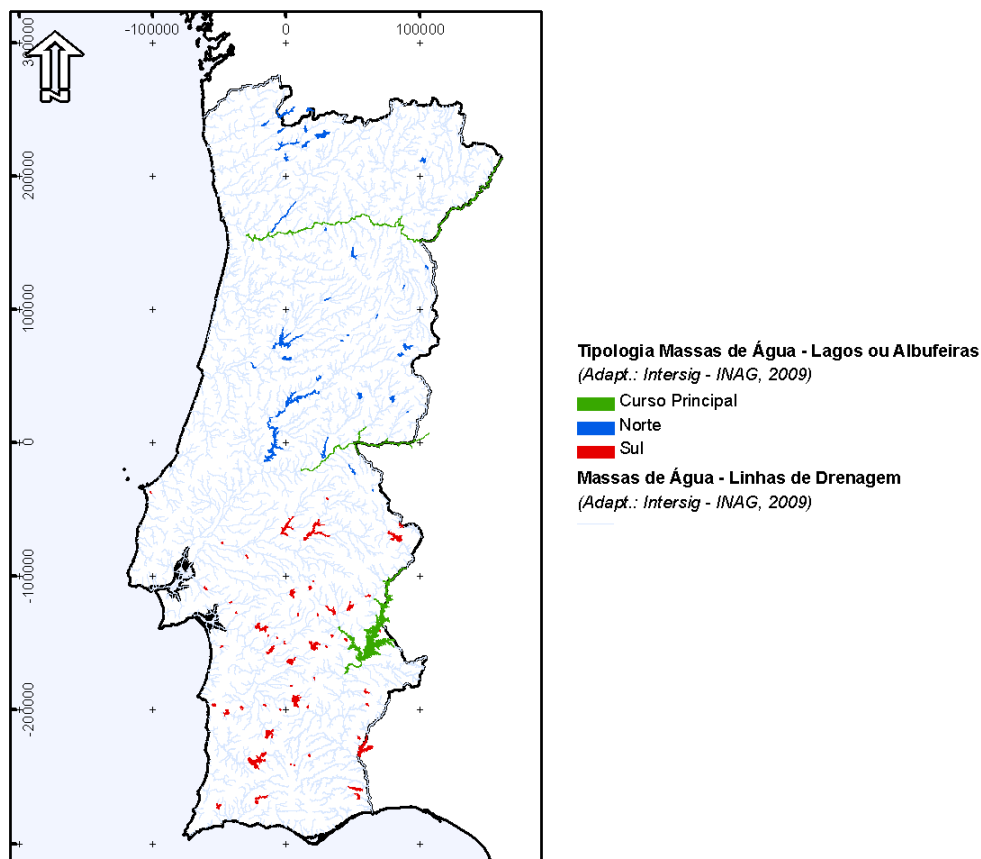 -100000 0 100000
300000
200000
100000
0
-100000
-200000
N
Tipologia Massas de Água - Lagos ou Albufeiras
(Adapt.: Intersig - INAG, 2009)
Curso Principal
Norte
Sul
Massas de Água - Linhas de Drenagem
(Adapt.: Intersig - INAG, 2009)